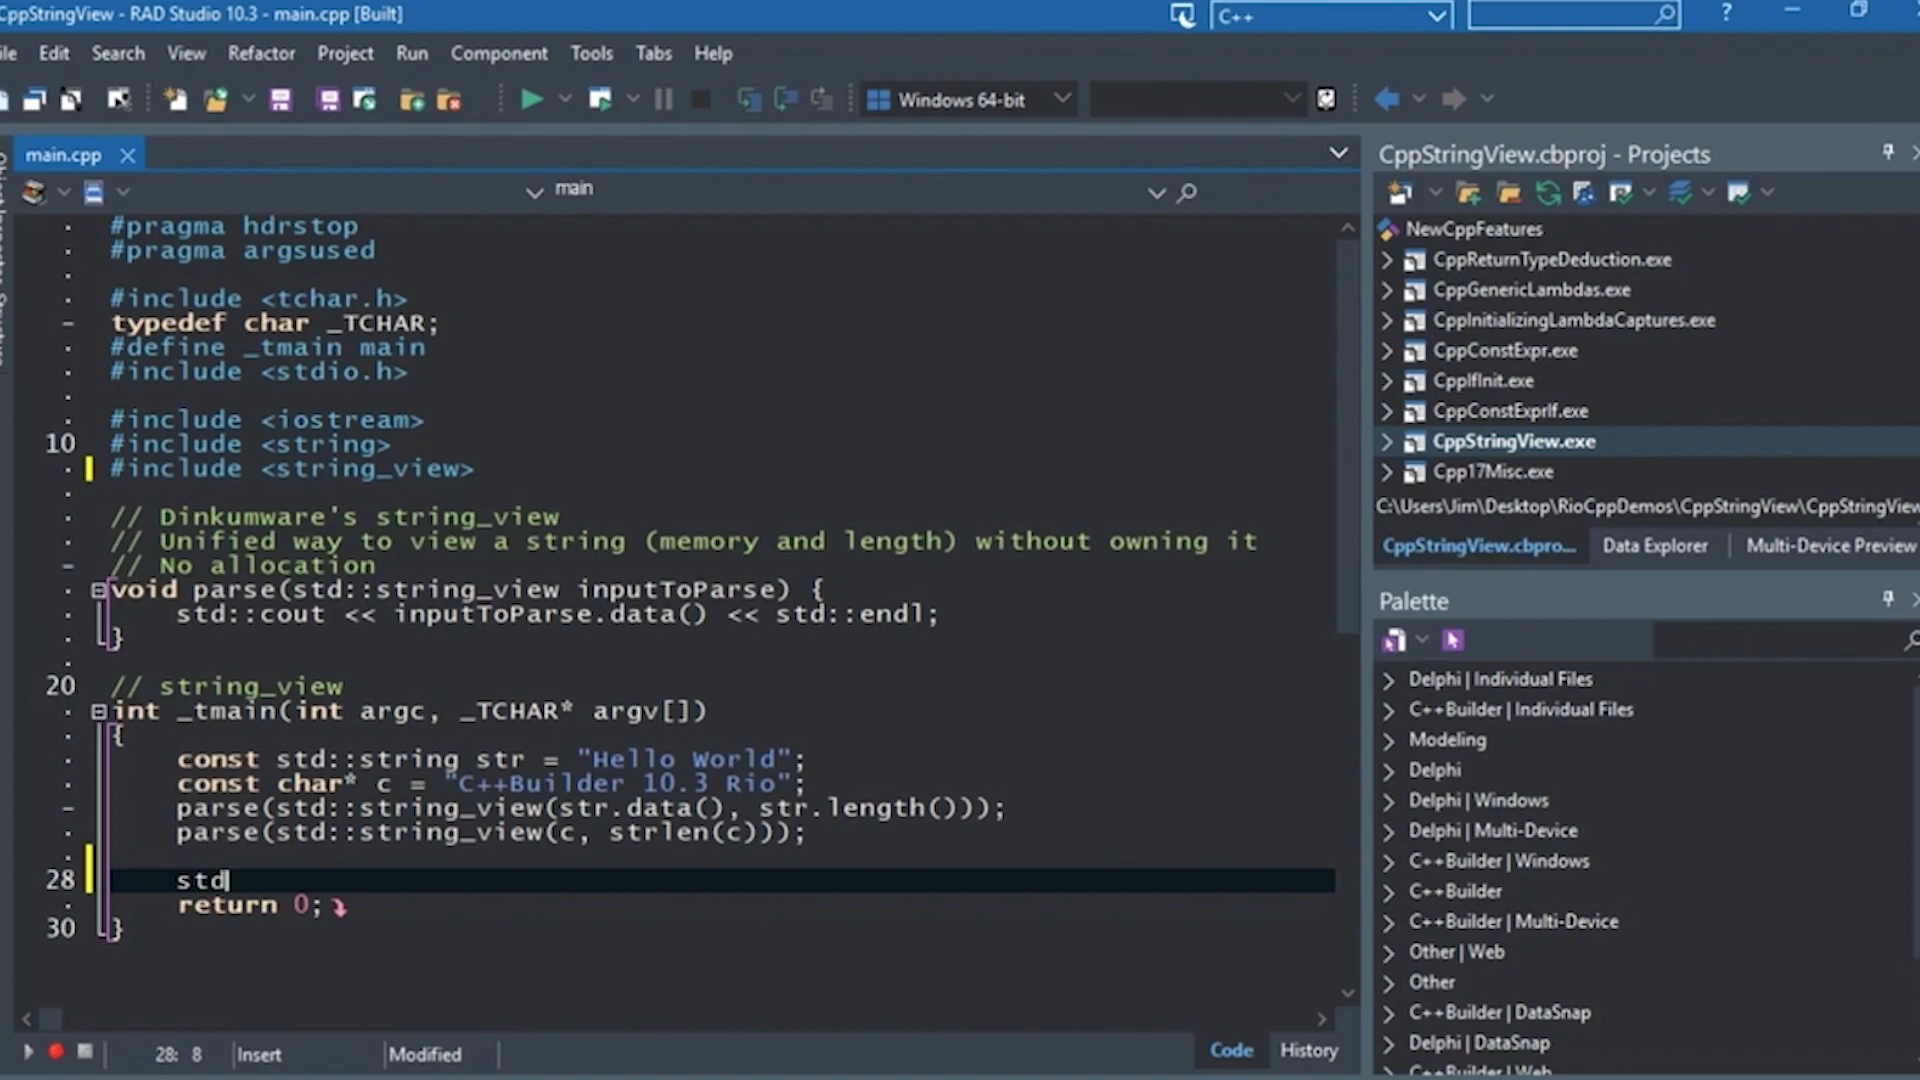 CppStringView - RAD Studio 10.3 - main.cpp [Built]
C++
?
Edit Search View Refactor Project Run Component Tools Tabs Help
Windows 64-bit
main.cpp
main
#pragma hdrstop
#pragma argsused
#include <tchar.h>
typedef char _TCHAR;
#define _tmain main
#include <stdio.h>
#include <iostream>
10 #include <string>
#include <string_view>
// Dinkumware's string_view
// Unified way to view a string (memory and length) without owning it
// No allocation
void parse(std::string_view inputToParse) {
std::cout << inputToParse.data() << std::endl;
}
20 // string_view
int _tmain(int argc, _TCHAR* argv[])
{
const std::string str = "Hello World";
const char* c = "C++Builder 10.3 Rio";
parse(std::string_view(str.data(), str.length()));
parse(std::string_view(c, strlen(c)));
28 std
return 0;
30 }
28: 8 Insert Modified
Code History
CppStringView.cbproj - Projects
NewCppFeatures
CppReturnTypeDeduction.exe
CppGenericLambdas.exe
CppInitializingLambdaCaptures.exe
CppConstExpr.exe
CppIfInit.exe
CppConstExprIf.exe
CppStringView.exe
Cpp17Misc.exe
C:\Users\Jim\Desktop\RioCppDemos\CppStringView\CppStringView
CppStringView.cbpro... Data Explorer Multi-Device Preview
Palette
Delphi | Individual Files
C++Builder | Individual Files
Modeling
Delphi
Delphi | Windows
Delphi | Multi-Device
C++Builder | Windows
C++Builder
C++Builder | Multi-Device
Other | Web
Other
C++Builder | DataSnap
Delphi | DataSnap
C++Builder | Web